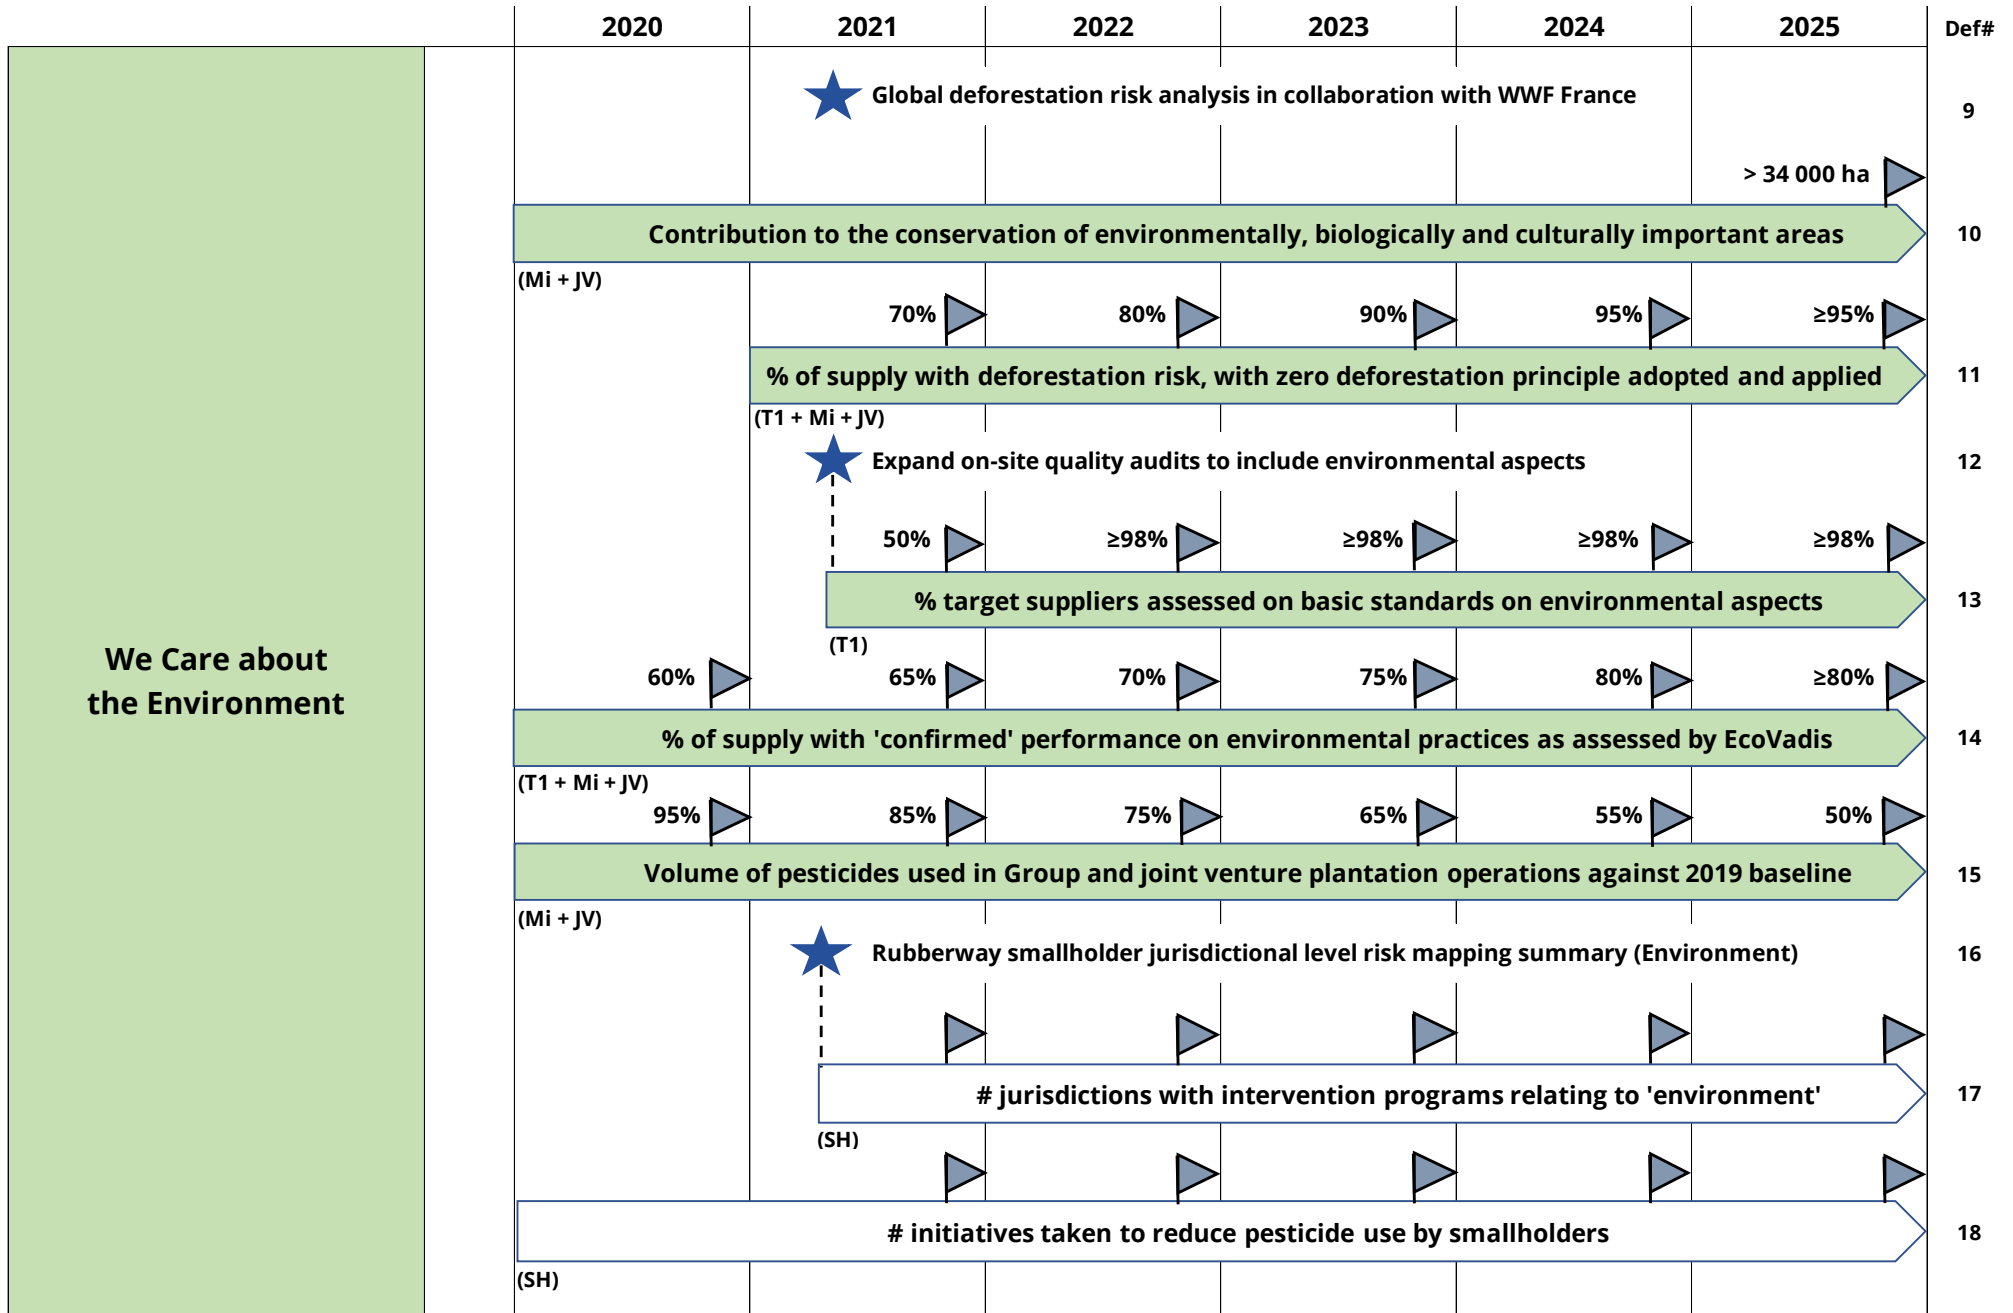 2020 2021 2022 2023 2024 2025 Def#
We Care about
the Environment
Global deforestation risk analysis in collaboration with WWF France
9
> 34 000 ha
Contribution to the conservation of environmentally, biologically and culturally important areas
10
(Mi + JV)
70% 80% 90% 95% ≥95%
% of supply with deforestation risk, with zero deforestation principle adopted and applied
11
(T1 + Mi + JV)
Expand on-site quality audits to include environmental aspects
12
50% ≥98% ≥98% ≥98% ≥98%
% target suppliers assessed on basic standards on environmental aspects
13
(T1)
60% 65% 70% 75% 80% ≥80%
% of supply with 'confirmed' performance on environmental practices as assessed by EcoVadis
14
(T1 + Mi + JV)
95% 85% 75% 65% 55% 50%
Volume of pesticides used in Group and joint venture plantation operations against 2019 baseline
15
(Mi + JV)
Rubberway smallholder jurisdictional level risk mapping summary (Environment)
16
# jurisdictions with intervention programs relating to 'environment'
17
(SH)
# initiatives taken to reduce pesticide use by smallholders
18
(SH)